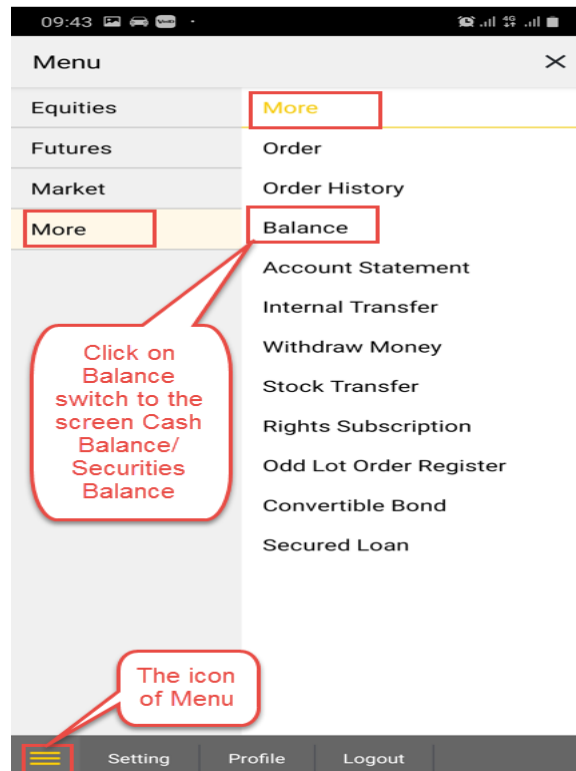 09:43
4G
Menu
Equities
Futures
Market
More
More
Order
Order History
Balance
Account Statement
Internal Transfer
Withdraw Money
Stock Transfer
Rights Subscription
Odd Lot Order Register
Convertible Bond
Secured Loan
Click on
Balance
switch to the
screen Cash
Balance/
Securities
Balance
The icon
of Menu
Setting Profile Logout